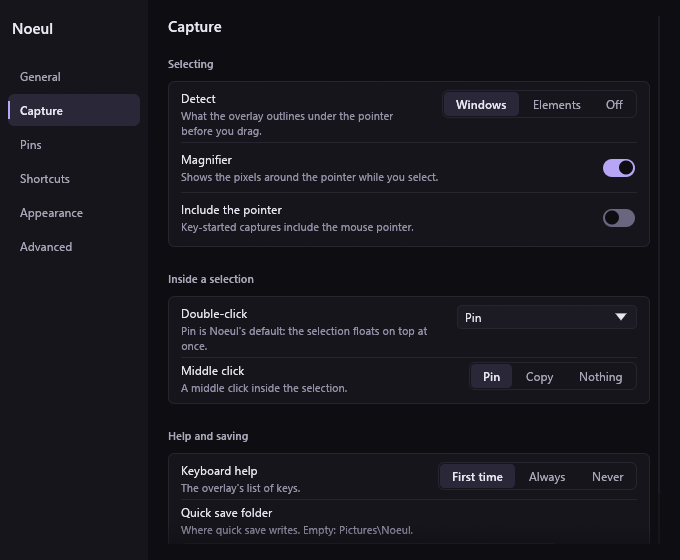 Noeul
General
Capture
Pins
Shortcuts
Appearance
Advanced
Capture
Selecting
Detect
What the overlay outlines under the pointer
before you drag.
Windows
Elements
Off
Magnifier
Shows the pixels around the pointer while you select.
Include the pointer
Key-started captures include the mouse pointer.
Inside a selection
Double-click
Pin is Noeul's default: the selection floats on top at
once.
Pin
Middle click
A middle click inside the selection.
Pin
Copy
Nothing
Help and saving
Keyboard help
The overlay's list of keys.
First time
Always
Never
Quick save folder
Where quick save writes. Empty: Pictures\Noeul.